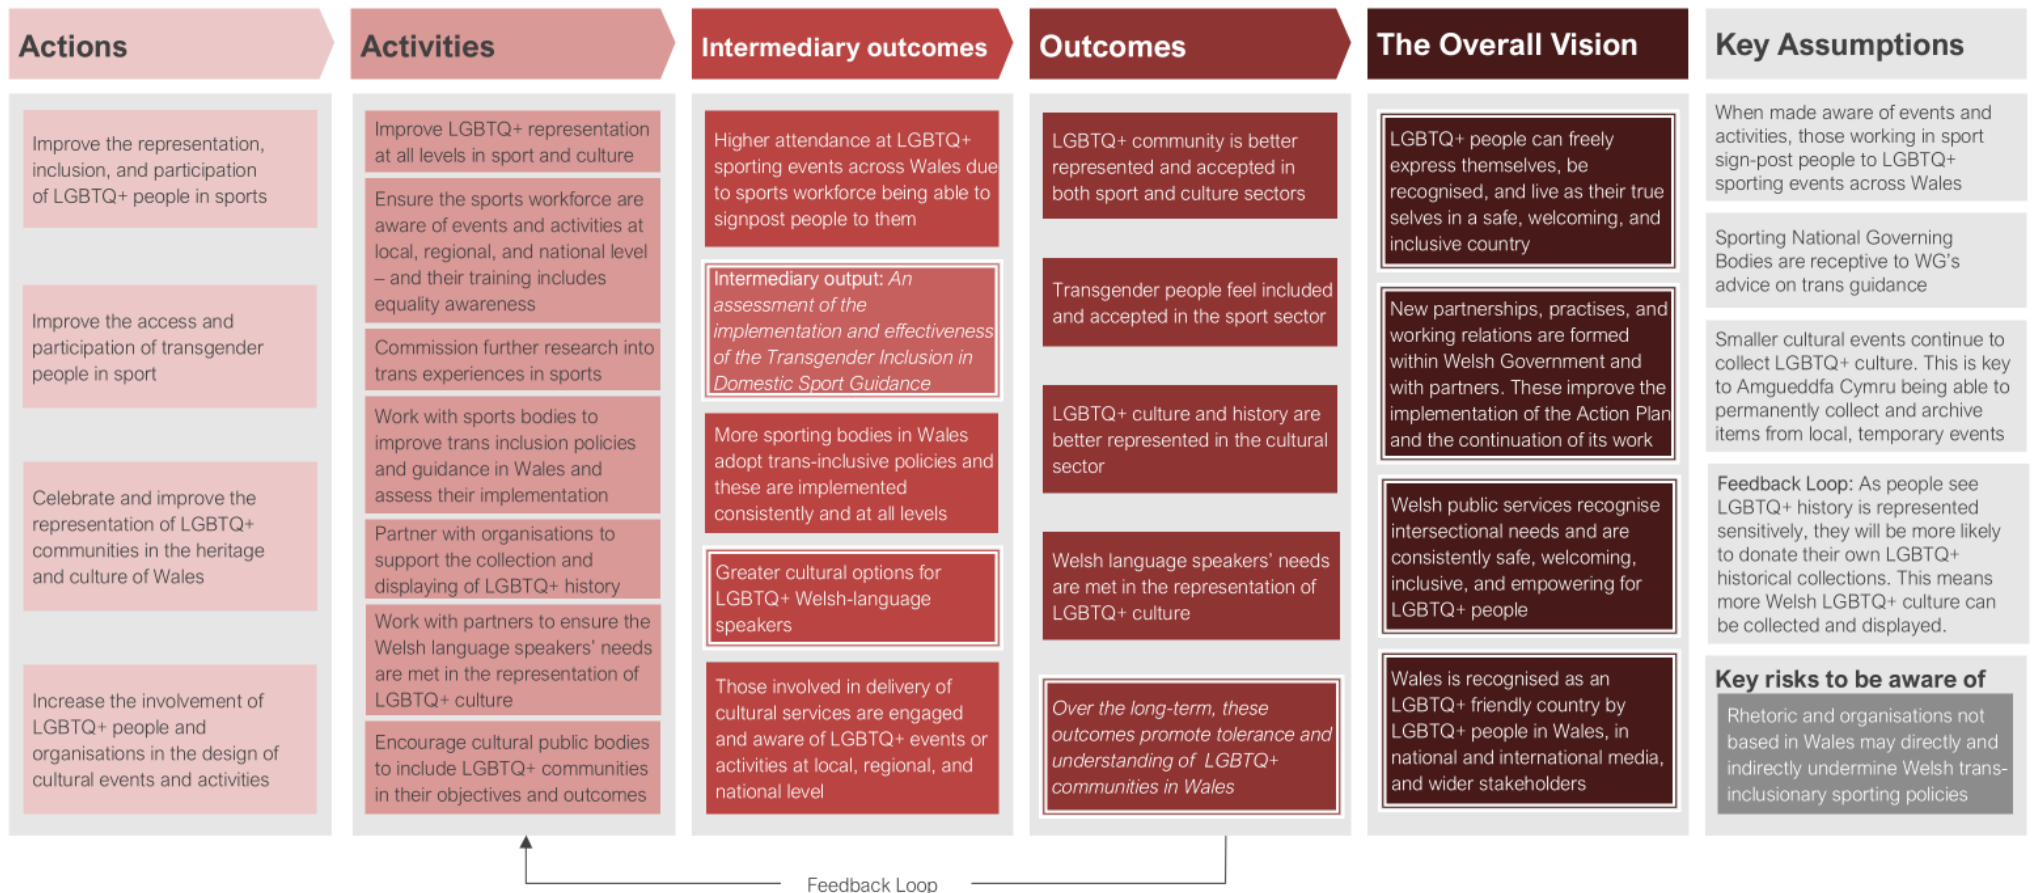 Actions
Improve the representation,
inclusion, and participation
of LGBTQ+ people in sports
Improve the access and
participation of transgender
people in sport
Celebrate and improve the
representation of LGBTQ+
communities in the heritage
and culture of Wales
Increase the involvement of
LGBTQ+ people and
organisations in the design of
cultural events and activities
Activities
Improve LGBTQ+ representation
at all levels in sport and culture
Ensure the sports workforce are
aware of events and activities at
local, regional, and national level
– and their training includes
equality awareness
Commission further research into
trans experiences in sports
Work with sports bodies to
improve trans inclusion policies
and guidance in Wales and
assess their implementation
Partner with organisations to
support the collection and
displaying of LGBTQ+ history
Work with partners to ensure the
Welsh language speakers' needs
are met in the representation of
LGBTQ+ culture
Encourage cultural public bodies
to include LGBTQ+ communities
in their objectives and outcomes
Intermediary outcomes
Higher attendance at LGBTQ+
sporting events across Wales due
to sports workforce being able to
signpost people to them
Intermediary output: An
assessment of the
implementation and effectiveness
of the Transgender Inclusion in
Domestic Sport Guidance
More sporting bodies in Wales
adopt trans-inclusive policies and
these are implemented
consistently and at all levels
Greater cultural options for
LGBTQ+ Welsh-language
speakers
Those involved in delivery of
cultural services are engaged
and aware of LGBTQ+ events or
activities at local, regional, and
national level
Outcomes
LGBTQ+ community is better
represented and accepted in
both sport and culture sectors
Transgender people feel included
and accepted in the sport sector
LGBTQ+ culture and history are
better represented in the cultural
sector
Welsh language speakers' needs
are met in the representation of
LGBTQ+ culture
Over the long-term, these
outcomes promote tolerance and
understanding of LGBTQ+
communities in Wales
The Overall Vision
LGBTQ+ people can freely
express themselves, be
recognised, and live as their true
selves in a safe, welcoming, and
inclusive country
New partnerships, practises, and
working relations are formed
within Welsh Government and
with partners. These improve the
implementation of the Action Plan
and the continuation of its work
Welsh public services recognise
intersectional needs and are
consistently safe, welcoming,
inclusive, and empowering for
LGBTQ+ people
Wales is recognised as an
LGBTQ+ friendly country by
LGBTQ+ people in Wales, in
national and international media,
and wider stakeholders
Key Assumptions
When made aware of events and
activities, those working in sport
sign-post people to LGBTQ+
sporting events across Wales
Sporting National Governing
Bodies are receptive to WG's
advice on trans guidance
Smaller cultural events continue to
collect LGBTQ+ culture. This is key
to Amgueddfa Cymru being able to
permanently collect and archive
items from local, temporary events
Feedback Loop: As people see
LGBTQ+ history is represented
sensitively, they will be more likely
to donate their own LGBTQ+
historical collections. This means
more Welsh LGBTQ+ culture can
be collected and displayed.
Key risks to be aware of
Rhetoric and organisations not
based in Wales may directly and
indirectly undermine Welsh trans-
inclusionary sporting policies
Feedback Loop